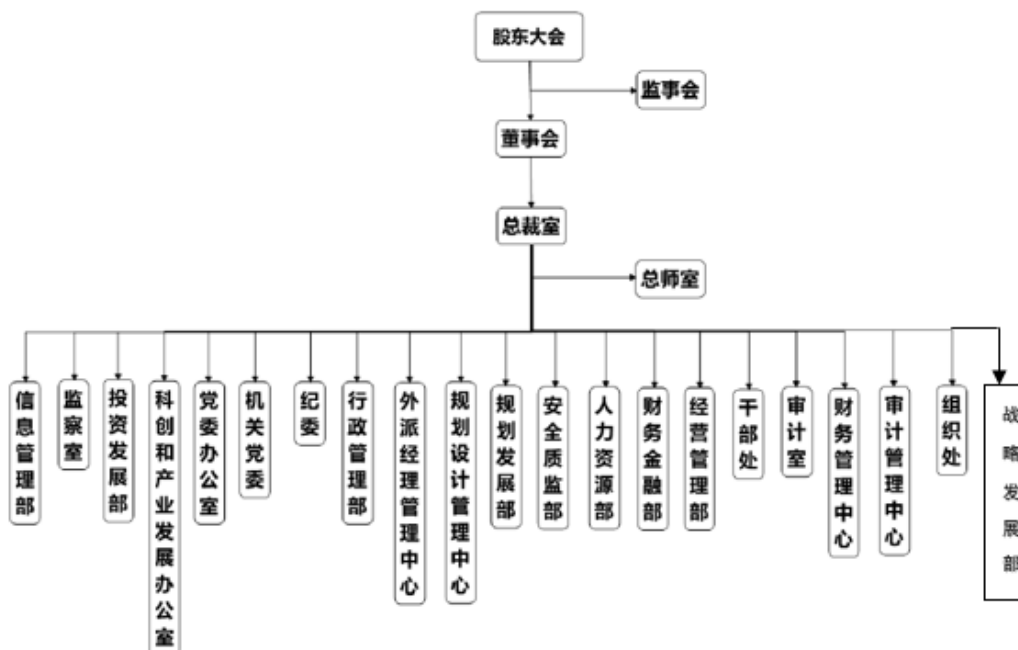 股东大会
监事会
董事会
总裁室
总师室
信息管理部
监察室
投资发展部
科创和产业发展办公室
党委办公室
机关党委
纪委
行政管理部
外派经理管理中心
规划设计管理中心
规划发展部
安全质监部
人力资源部
财务金融部
经营管理部
干部处
审计室
财务管理中心
审计管理中心
组织处
战略发展部